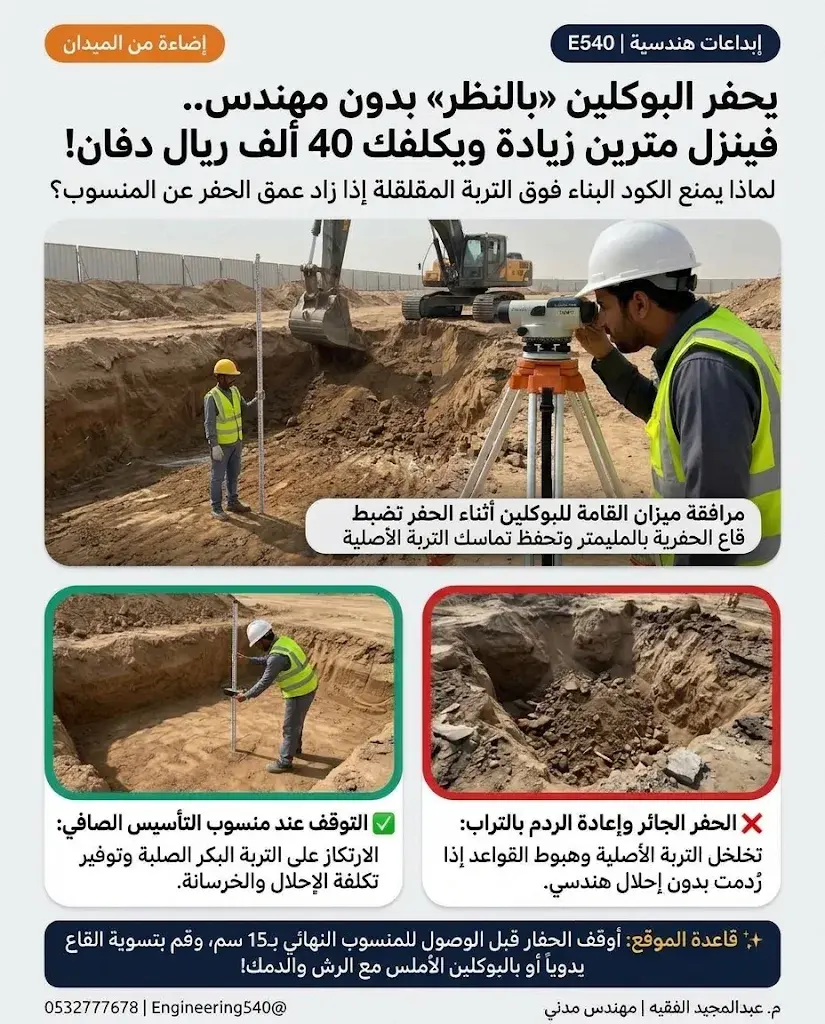 إبداعات هندسية | E540
إضاءة من الميدان
يحفر البوكلين «بالنظر» بدون مهندس..
فينزل مترين زيادة ويكلفك 40 ألف ريال دفان!
لماذا يمنع الكود البناء فوق التربة المقلقلة إذا زاد عمق الحفر عن المنسوب؟
مرافقة ميزان القامة للبوكلين أثناء الحفر تضبط
قاع الحفرية بالمليمتر وتحفظ تماسك التربة الأصلية
❌ الحفر الجائر وإعادة الردم بالتراب:
تخلخل التربة الأصلية وهبوط القواعد إذا
رُدمت بدون إحلال هندسي.
✅ التوقف عند منسوب التأسيس الصافي:
الارتكاز على التربة البكر الصلبة وتوفير
تكلفة الإحلال والخرسانة.
✨ قاعدة الموقع: أوقف الحفار قبل الوصول للمنسوب النهائي بـ15 سم، وقم بتسوية القاع
يدوياً أو بالبوكلين الأملس مع الرش والدمك!
م. عبدالمجيد الفقيه | مهندس مدني
@Engineering540 | 0532777678